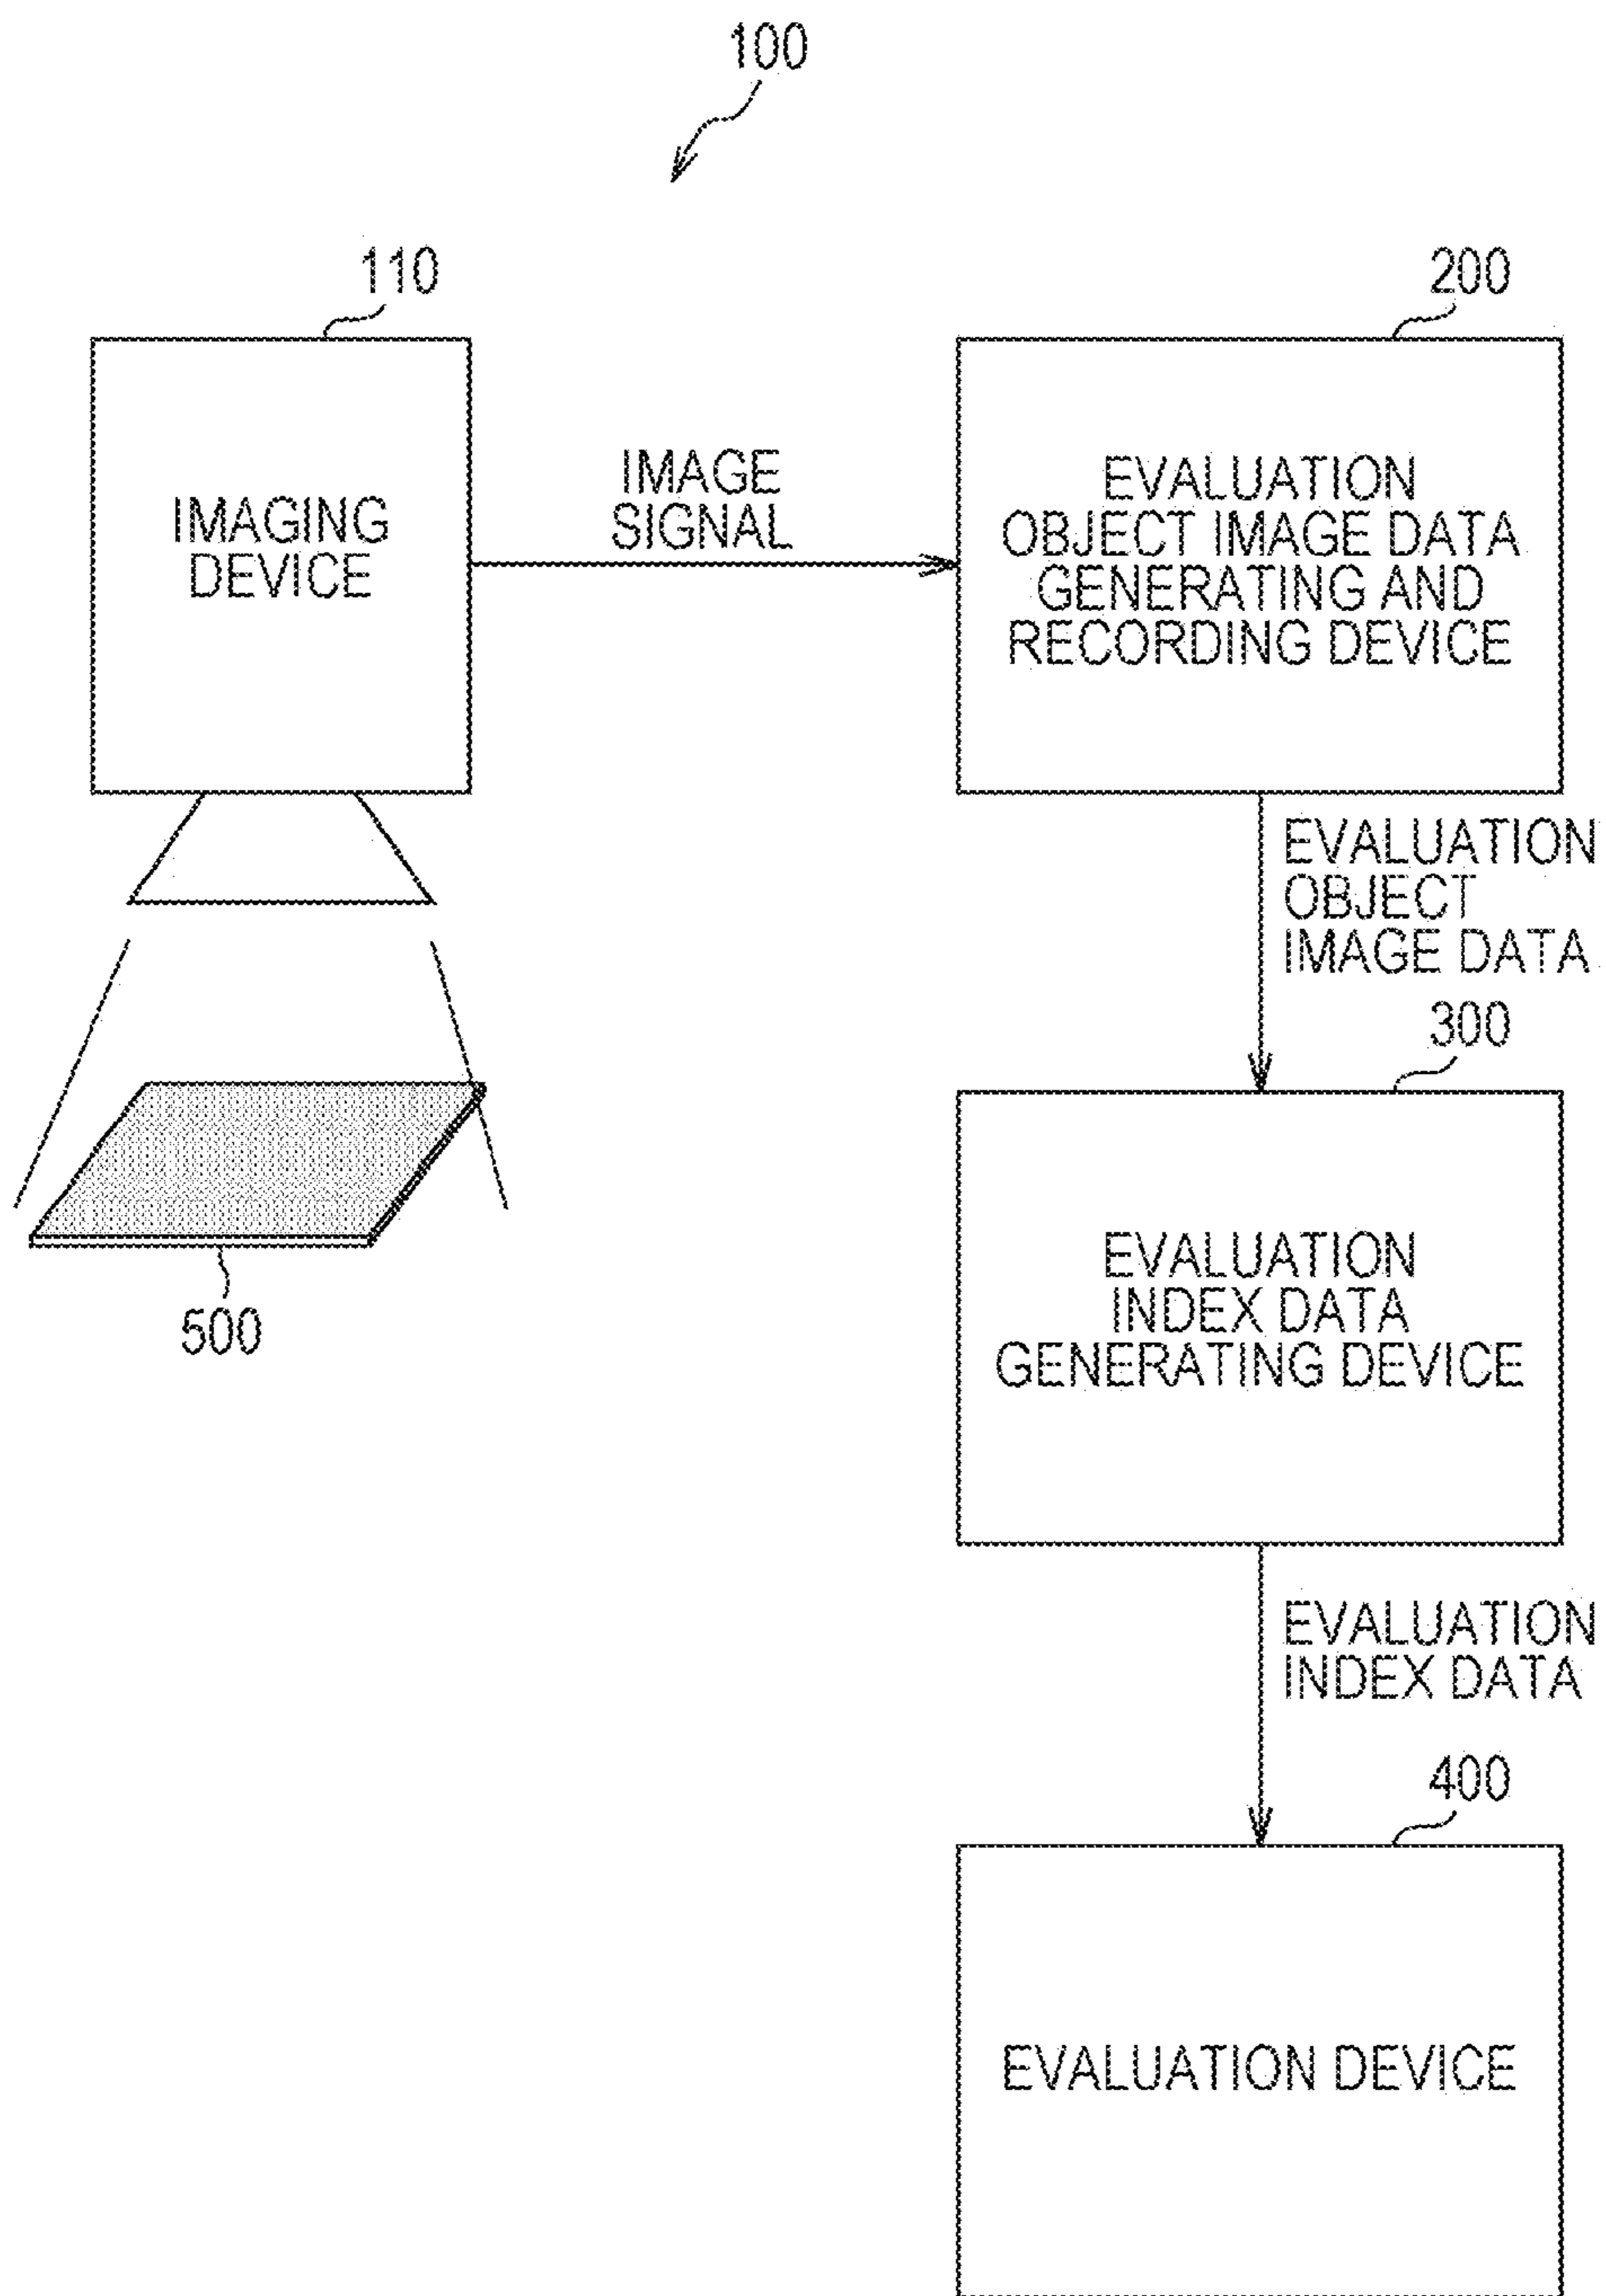 100
110
IMAGING
DEVICE
IMAGE
SIGNAL
200
EVALUATION
OBJECT IMAGE DATA
GENERATING AND
RECORDING DEVICE
EVALUATION
OBJECT
IMAGE DATA
300
500
EVALUATION
INDEX DATA
GENERATING DEVICE
EVALUATION
INDEX DATA
400
EVALUATION DEVICE